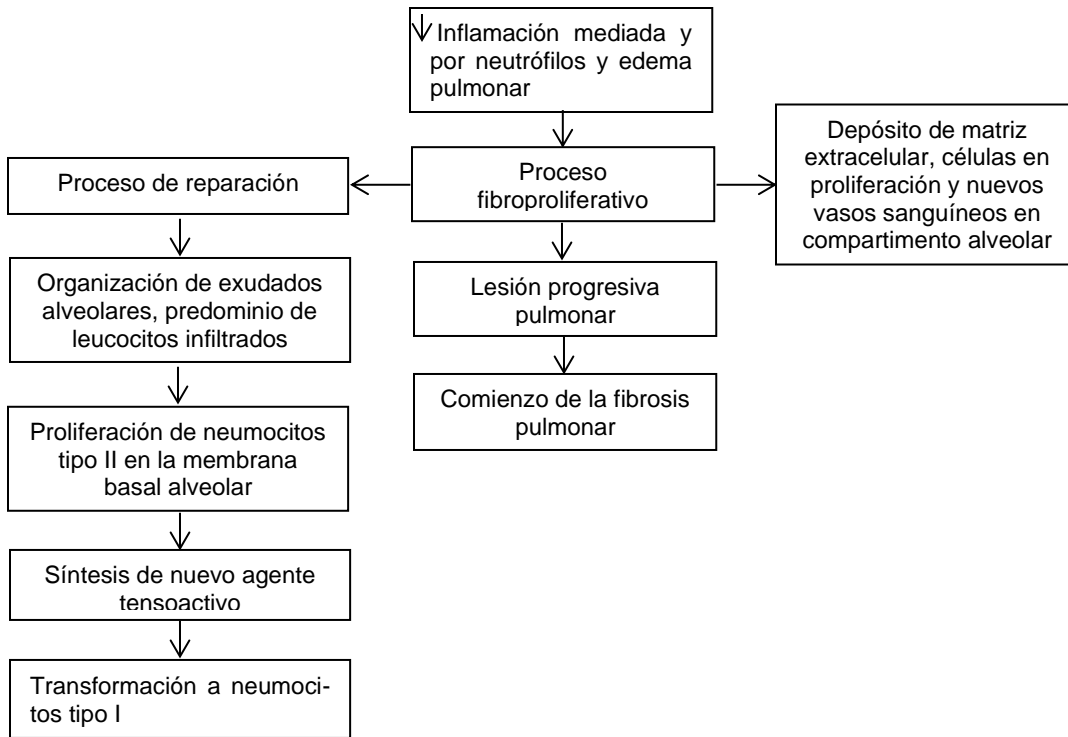 Inflamación mediada y
por neutrófilos y edema
pulmonar
Proceso de reparación
Proceso
fibroproliferativo
Depósito de matriz
extracelular, células en
proliferación y nuevos
vasos sanguíneos en
compartimento alveolar
Organización de exudados
alveolares, predominio de
leucocitos infiltrados
Lesión progresiva
pulmonar
Comienzo de la fibrosis
pulmonar
Proliferación de neumocitos
tipo II en la membrana
basal alveolar
Síntesis de nuevo agente
tensoactivo
Transformación a neumoci-
tos tipo I